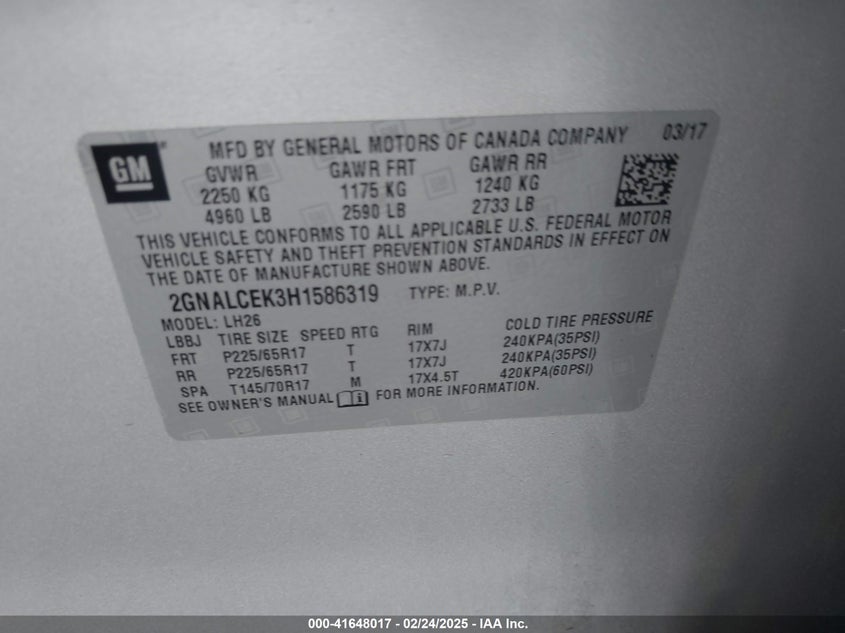 GM
MFD BY GENERAL MOTORS OF CANADA COMPANY 03/17
GVWR GAWR FRT GAWR RR
2250 KG 1175 KG 1240 KG
4960 LB 2590 LB 2733 LB
THIS VEHICLE CONFORMS TO ALL APPLICABLE U.S. FEDERAL MOTOR
VEHICLE SAFETY AND THEFT PREVENTION STANDARDS IN EFFECT ON
THE DATE OF MANUFACTURE SHOWN ABOVE.
2GNALCEK3H1586319 TYPE: M.P.V.
MODEL: LH26
LBBJ TIRE SIZE SPEED RTG RIM COLD TIRE PRESSURE
FRT P225/65R17 T 17X7J 240KPA(35PSI)
RR P225/65R17 T 17X7J 240KPA(35PSI)
SPA T145/70R17 M 17X4.5T 420KPA(60PSI)
SEE OWNER'S MANUAL FOR MORE INFORMATION.
000-41648017 - 02/24/2025 - IAA Inc.